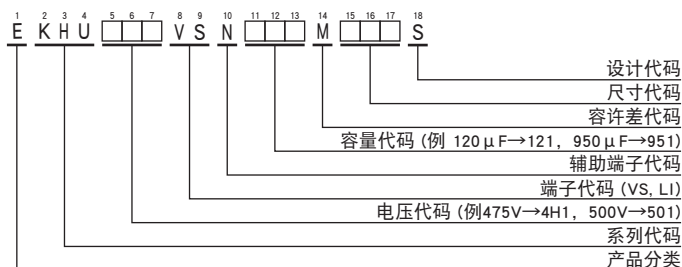 1 2 3 4 5 6 7 8 9 10 11 12 13 14 15 16 17 18
E K H U □□□ V S N □□□ M □□□ S
设计代码
尺寸代码
容许差代码
容量代码 (例 120μF→121, 950μF→951)
辅助端子代码
端子代码 (VS, LI)
电压代码 (例475V→4H1, 500V→501)
系列代码
产品分类